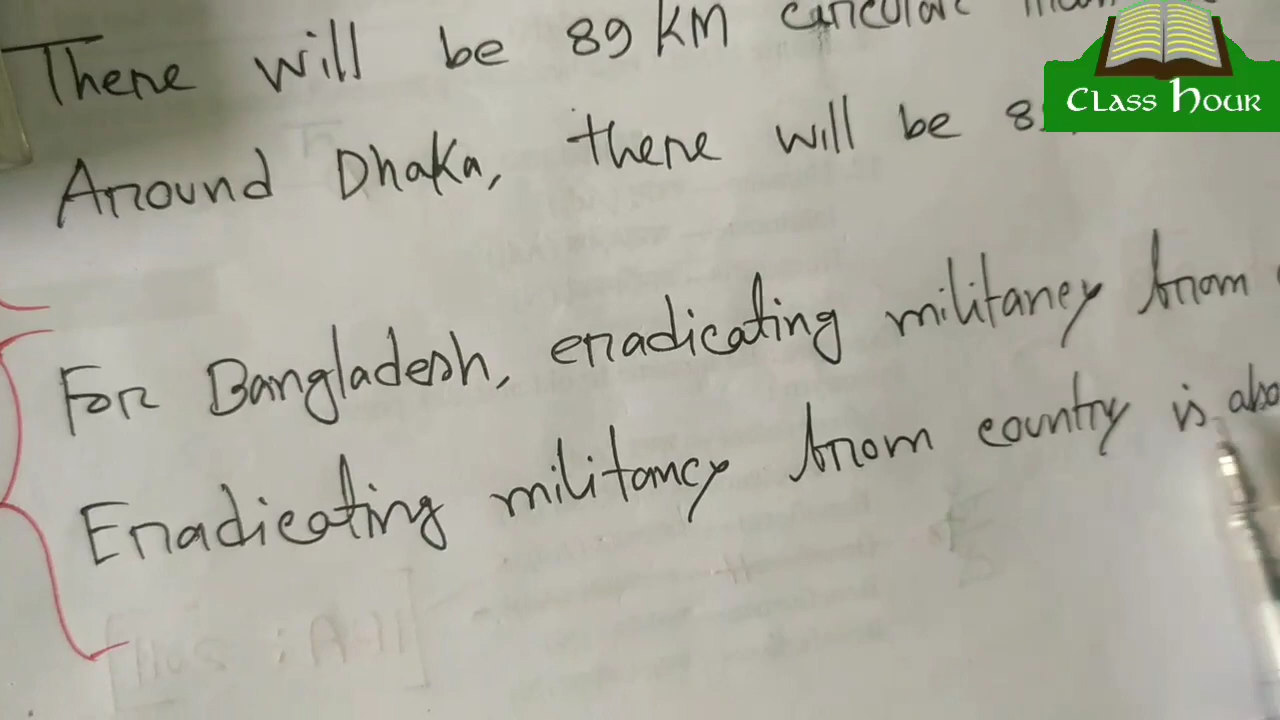 There will be 89 KM circular
CLASS HOUR
Around Dhaka, there will be 8
For Bangladesh, eradicating militancy from
Eradicating militancy from country is also